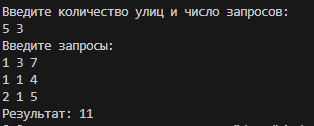 Введите количество улиц и число запросов:
5 3
Введите запросы:
1 3 7
1 1 4
2 1 5
Результат: 11